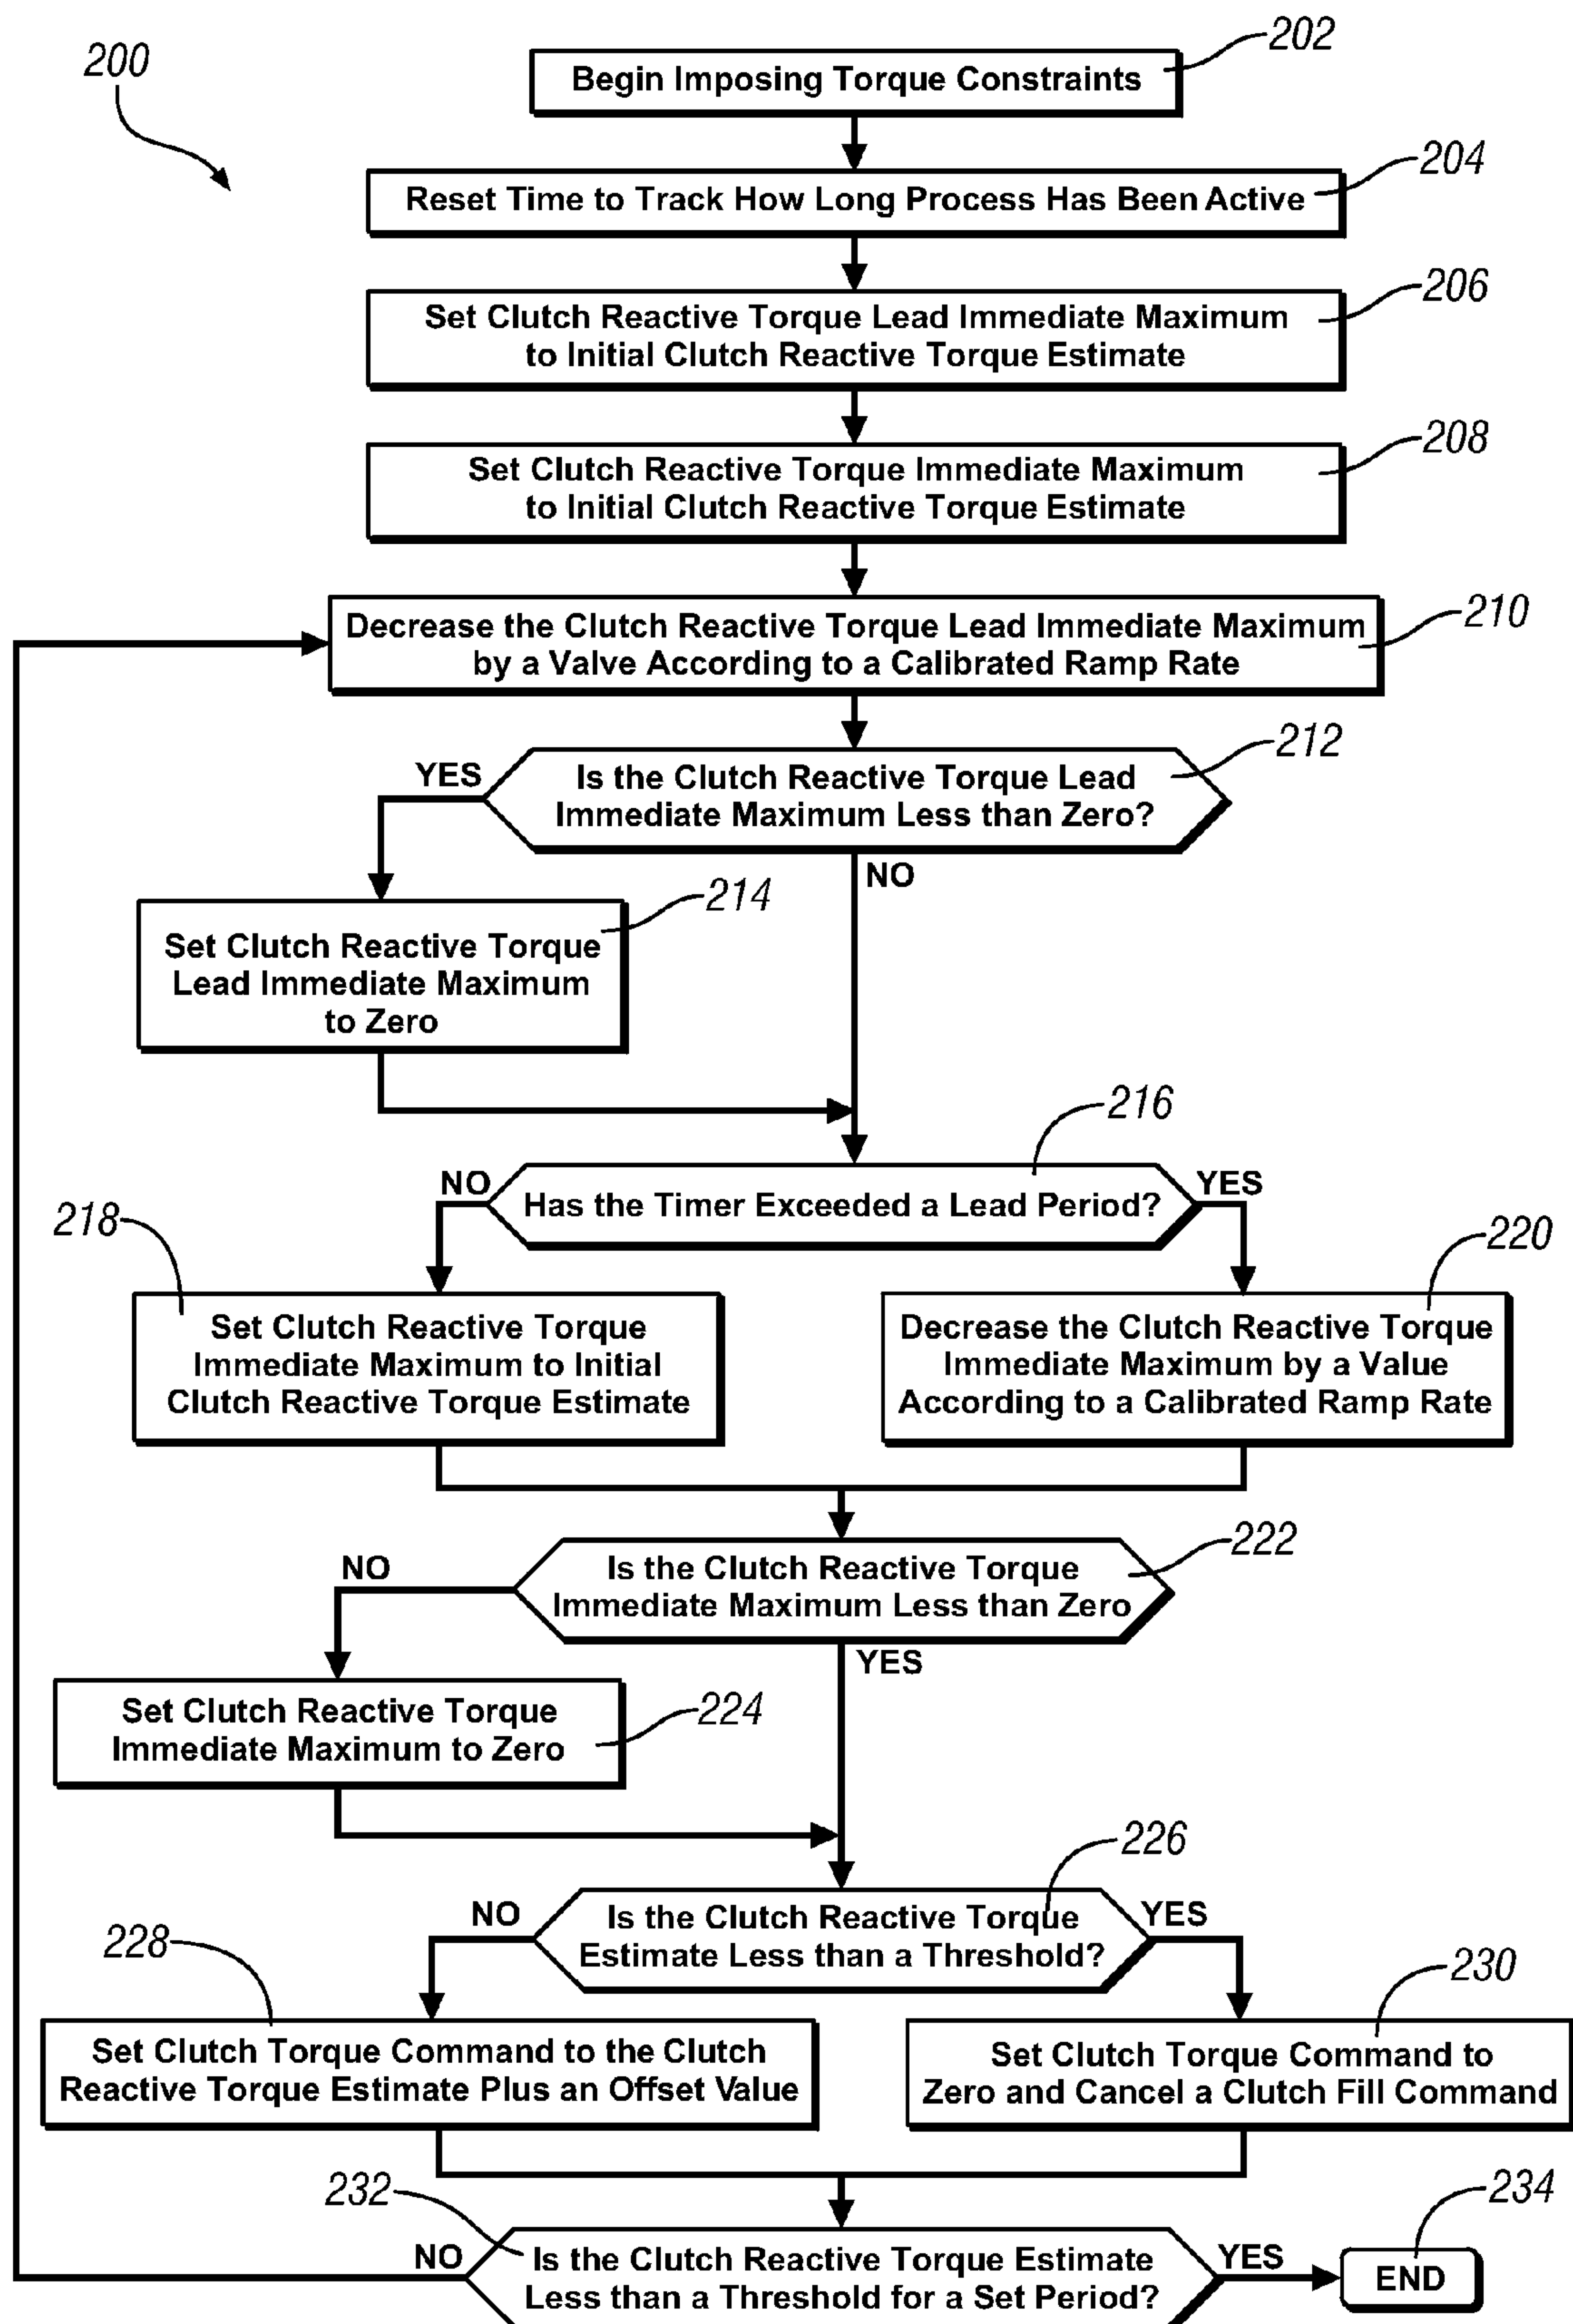 200
202
Begin Imposing Torque Constraints
204
Reset Time to Track How Long Process Has Been Active
206
Set Clutch Reactive Torque Lead Immediate Maximum
to Initial Clutch Reactive Torque Estimate
208
Set Clutch Reactive Torque Immediate Maximum
to Initial Clutch Reactive Torque Estimate
210
Decrease the Clutch Reactive Torque Lead Immediate Maximum
by a Valve According to a Calibrated Ramp Rate
212
YES
Is the Clutch Reactive Torque Lead
Immediate Maximum Less than Zero?
NO
214
Set Clutch Reactive Torque
Lead Immediate Maximum
to Zero
216
NO
Has the Timer Exceeded a Lead Period?
YES
218
Set Clutch Reactive Torque
Immediate Maximum to Initial
Clutch Reactive Torque Estimate
220
Decrease the Clutch Reactive Torque
Immediate Maximum by a Value
According to a Calibrated Ramp Rate
222
NO
Is the Clutch Reactive Torque
Immediate Maximum Less than Zero
YES
224
Set Clutch Reactive Torque
Immediate Maximum to Zero
226
NO
Is the Clutch Reactive Torque
Estimate Less than a Threshold?
YES
228
Set Clutch Torque Command to the Clutch
Reactive Torque Estimate Plus an Offset Value
230
Set Clutch Torque Command to
Zero and Cancel a Clutch Fill Command
232
NO
Is the Clutch Reactive Torque Estimate
Less than a Threshold for a Set Period?
YES
234
END